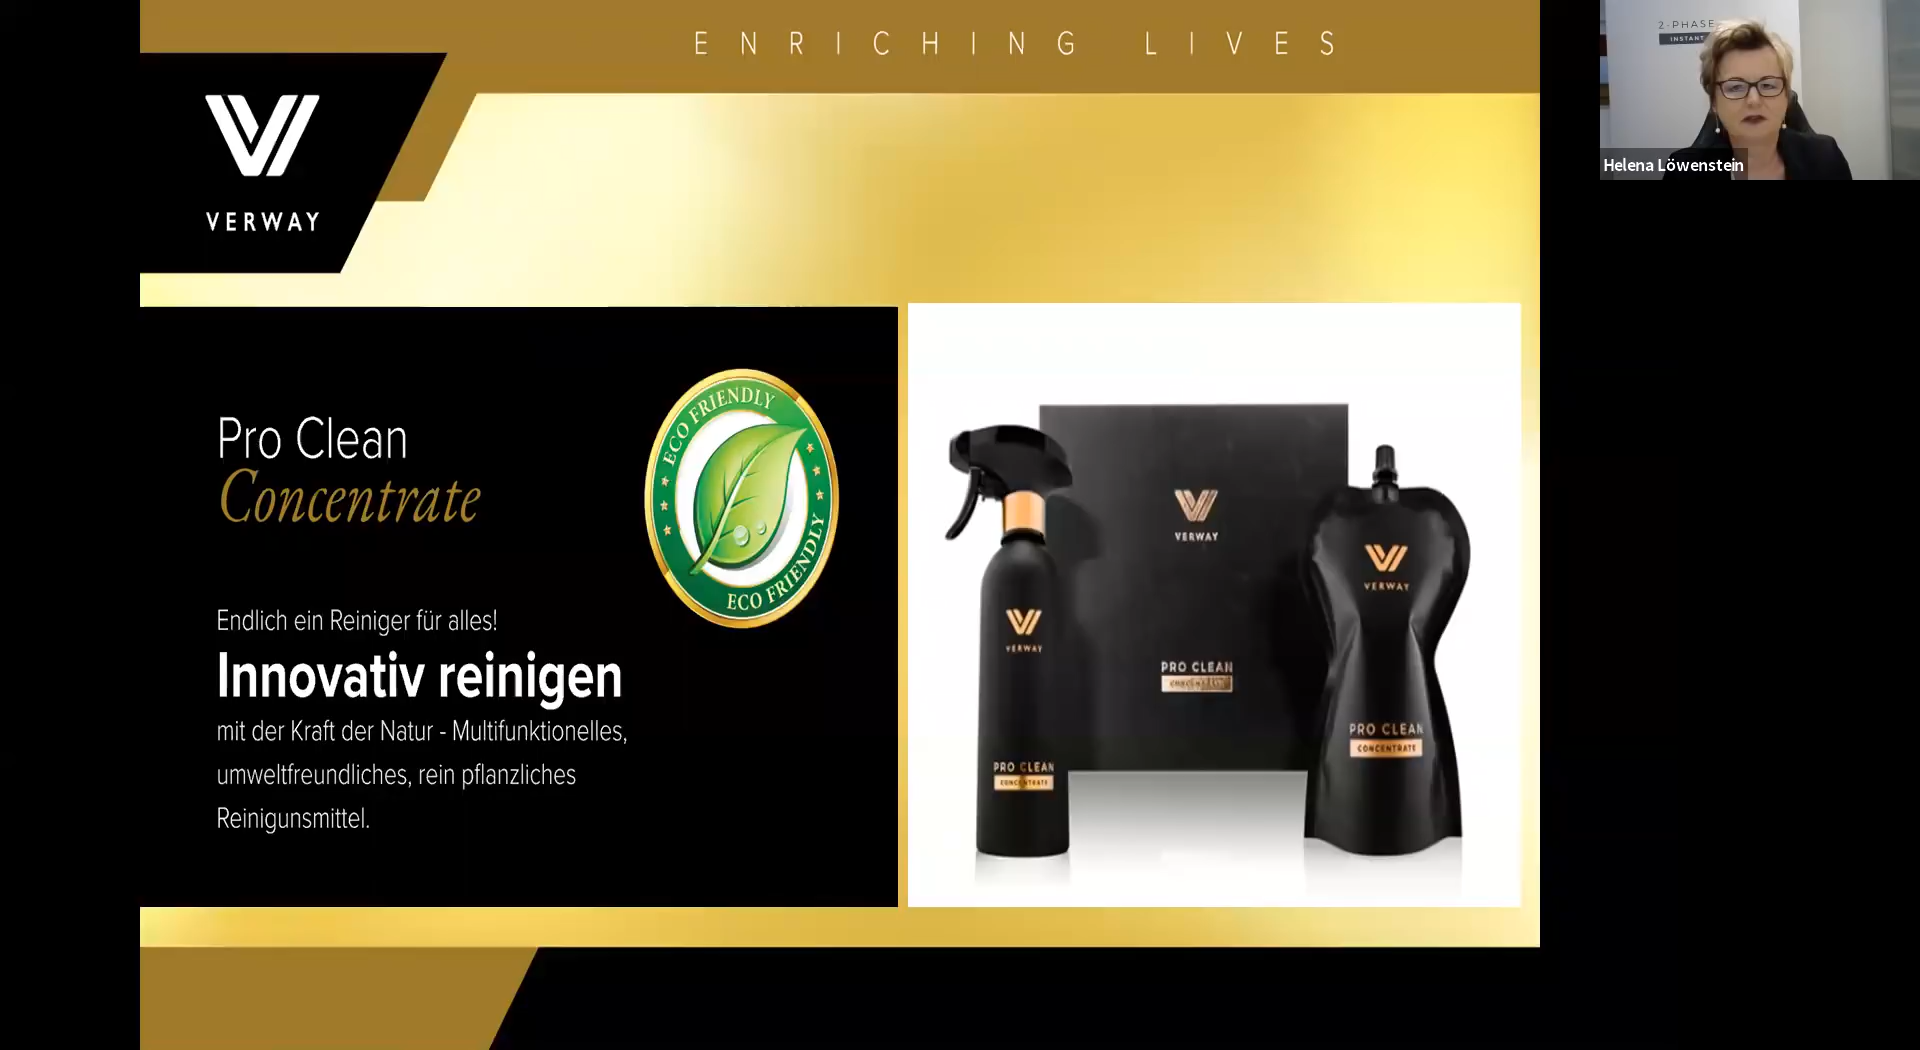 ENRICHING LIVES
VERWAY
2-PHASE
INSTANT
Helena Löwenstein
Pro Clean
Concentrate
ECO FRIENDLY
ECO FRIENDLY
Endlich ein Reiniger für alles!
Innovativ reinigen
mit der Kraft der Natur - Multifunktionelles,
umweltfreundliches, rein pflanzliches
Reinigunsmittel.
VERWAY
PRO CLEAN
CONCENTRATE
VERWAY
PRO CLEAN
VERWAY
PRO CLEAN
CONCENTRATE